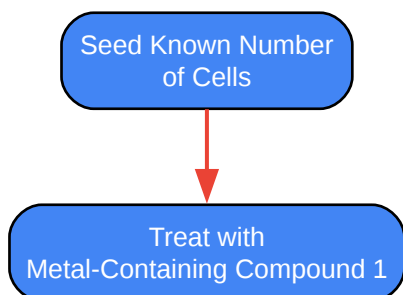 Seed Known Number
of Cells
Treat with
Metal-Containing Compound 1